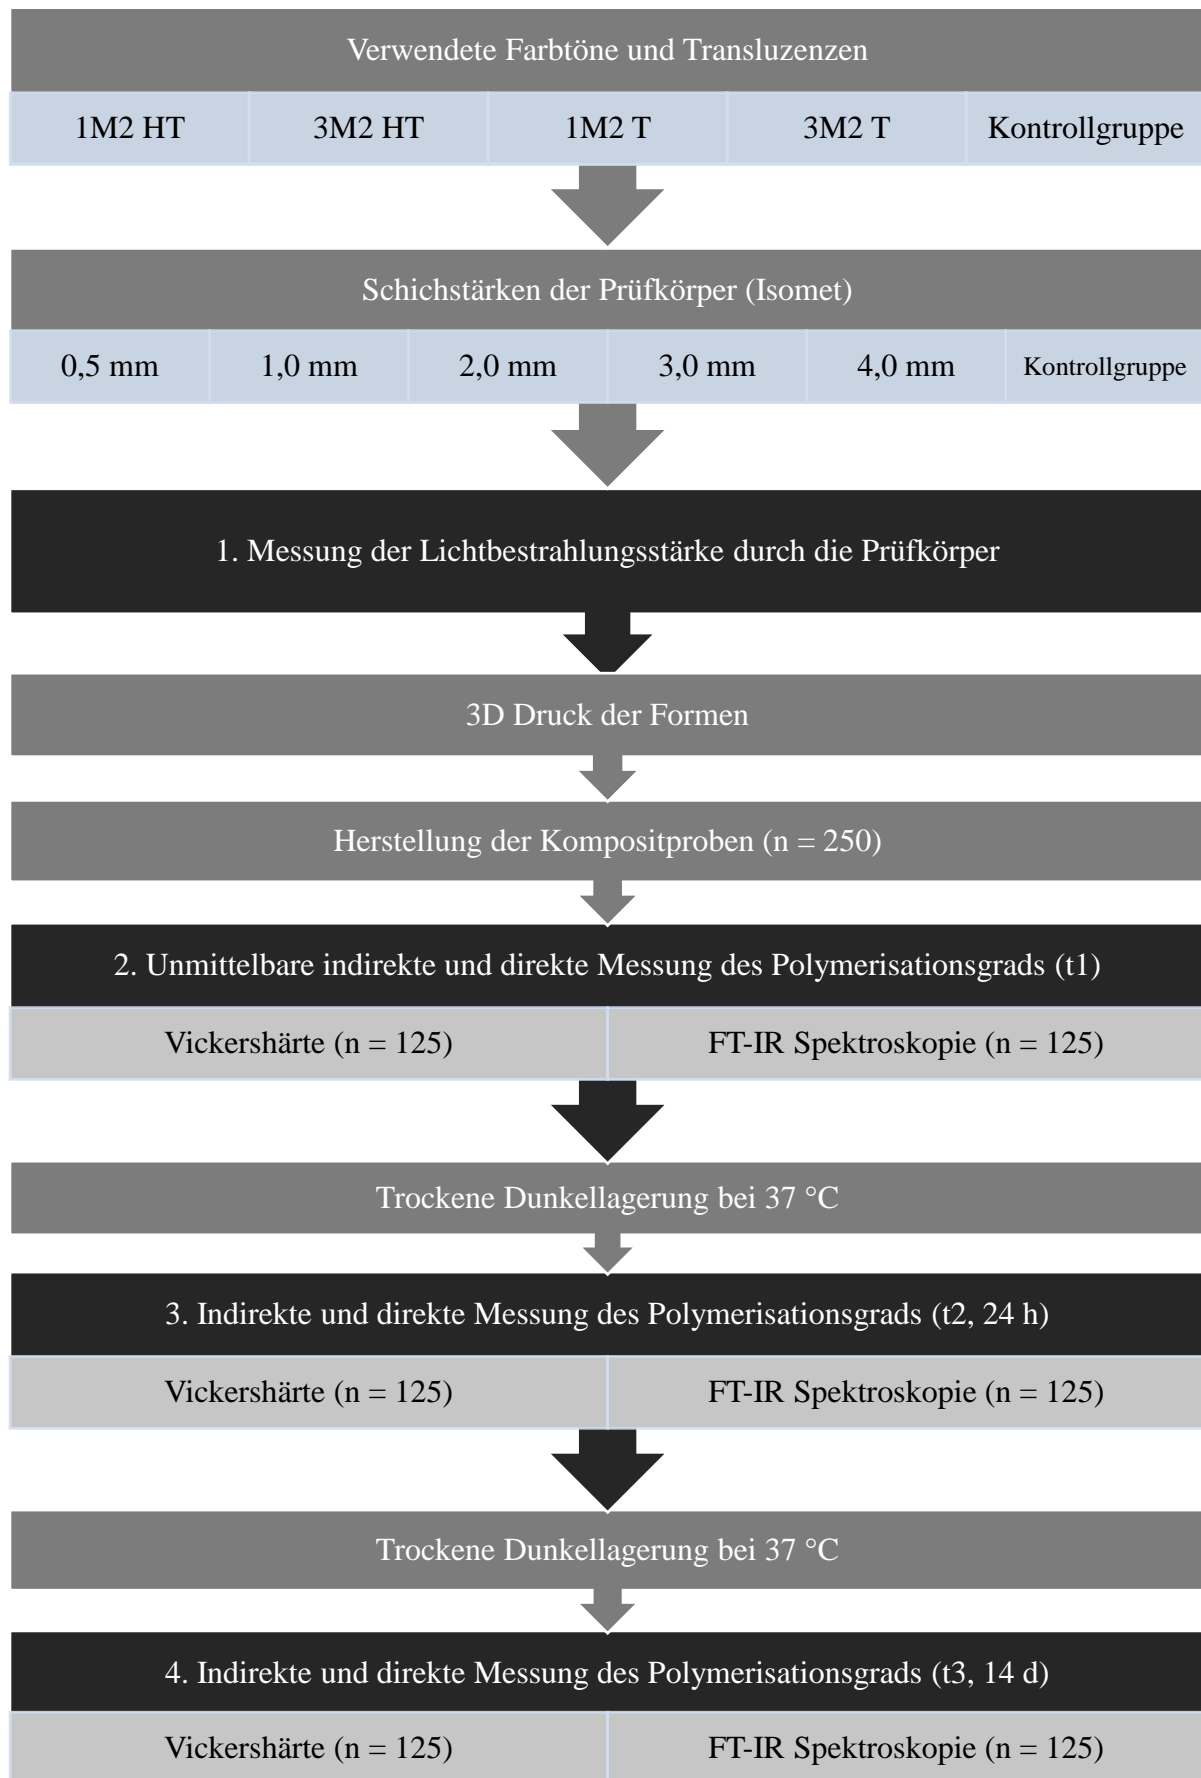 Verwendete Farbtöne und Transluzenzen
1M2 HT 3M2 HT 1M2 T 3M2 T Kontrollgruppe
Schichstärken der Prüfkörper (Isomet)
0,5 mm 1,0 mm 2,0 mm 3,0 mm 4,0 mm Kontrollgruppe
1. Messung der Lichtbestrahlungsstärke durch die Prüfkörper
3D Druck der Formen
Herstellung der Kompositproben (n = 250)
2. Unmittelbare indirekte und direkte Messung des Polymerisationsgrads (t1)
Vickershärte (n = 125) FT-IR Spektroskopie (n = 125)
Trockene Dunkellagerung bei 37 °C
3. Indirekte und direkte Messung des Polymerisationsgrads (t2, 24 h)
Vickershärte (n = 125) FT-IR Spektroskopie (n = 125)
Trockene Dunkellagerung bei 37 °C
4. Indirekte und direkte Messung des Polymerisationsgrads (t3, 14 d)
Vickershärte (n = 125) FT-IR Spektroskopie (n = 125)